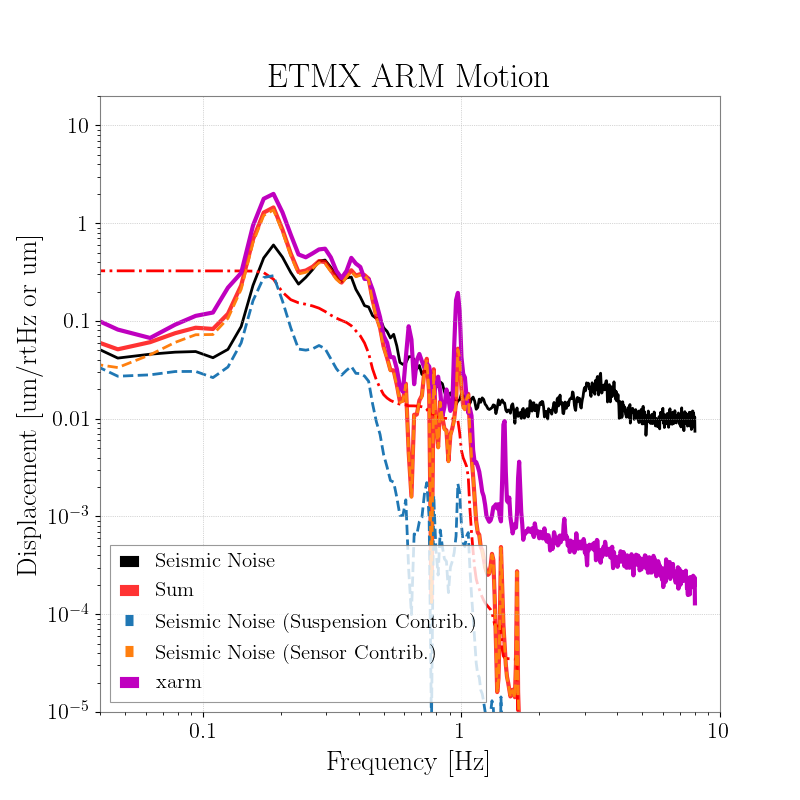 ETMX ARM Motion
Displacement [um/rtHz or um]
10
1
0.1
0.01
10⁻³
10⁻⁴
10⁻⁵
Seismic Noise
Sum
Seismic Noise (Suspension Contrib.)
Seismic Noise (Sensor Contrib.)
xarm
0.1
1
10
Frequency [Hz]